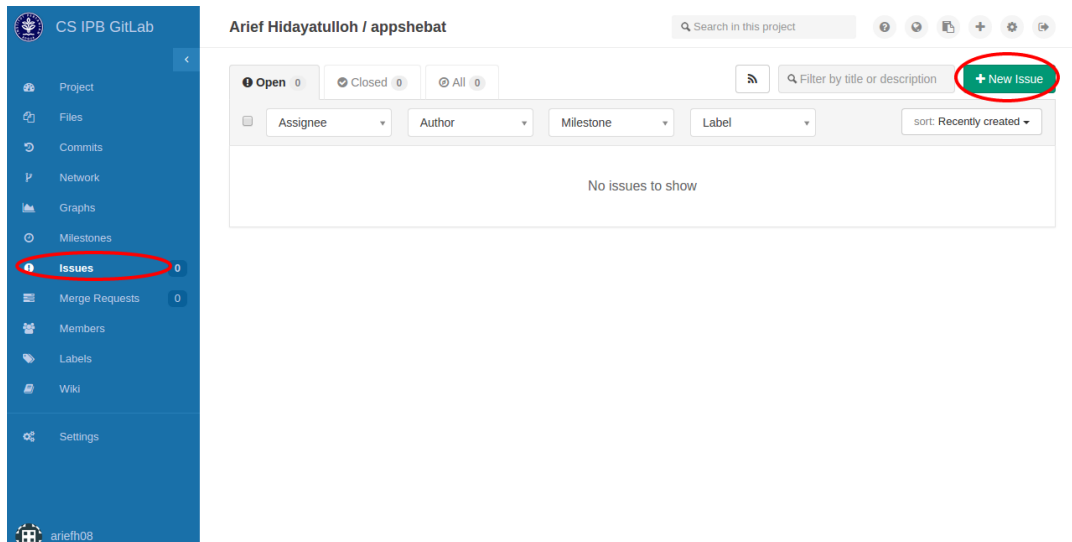 CS IPB GitLab
Arief Hidayatulloh / appshebat
Search in this project
Project
Files
Commits
Network
Graphs
Milestones
Issues 0
Merge Requests 0
Members
Labels
Wiki
Settings
ariefh08
Open 0 Closed 0 All 0
Filter by title or description
New Issue
Assignee Author Milestone Label
sort: Recently created
No issues to show